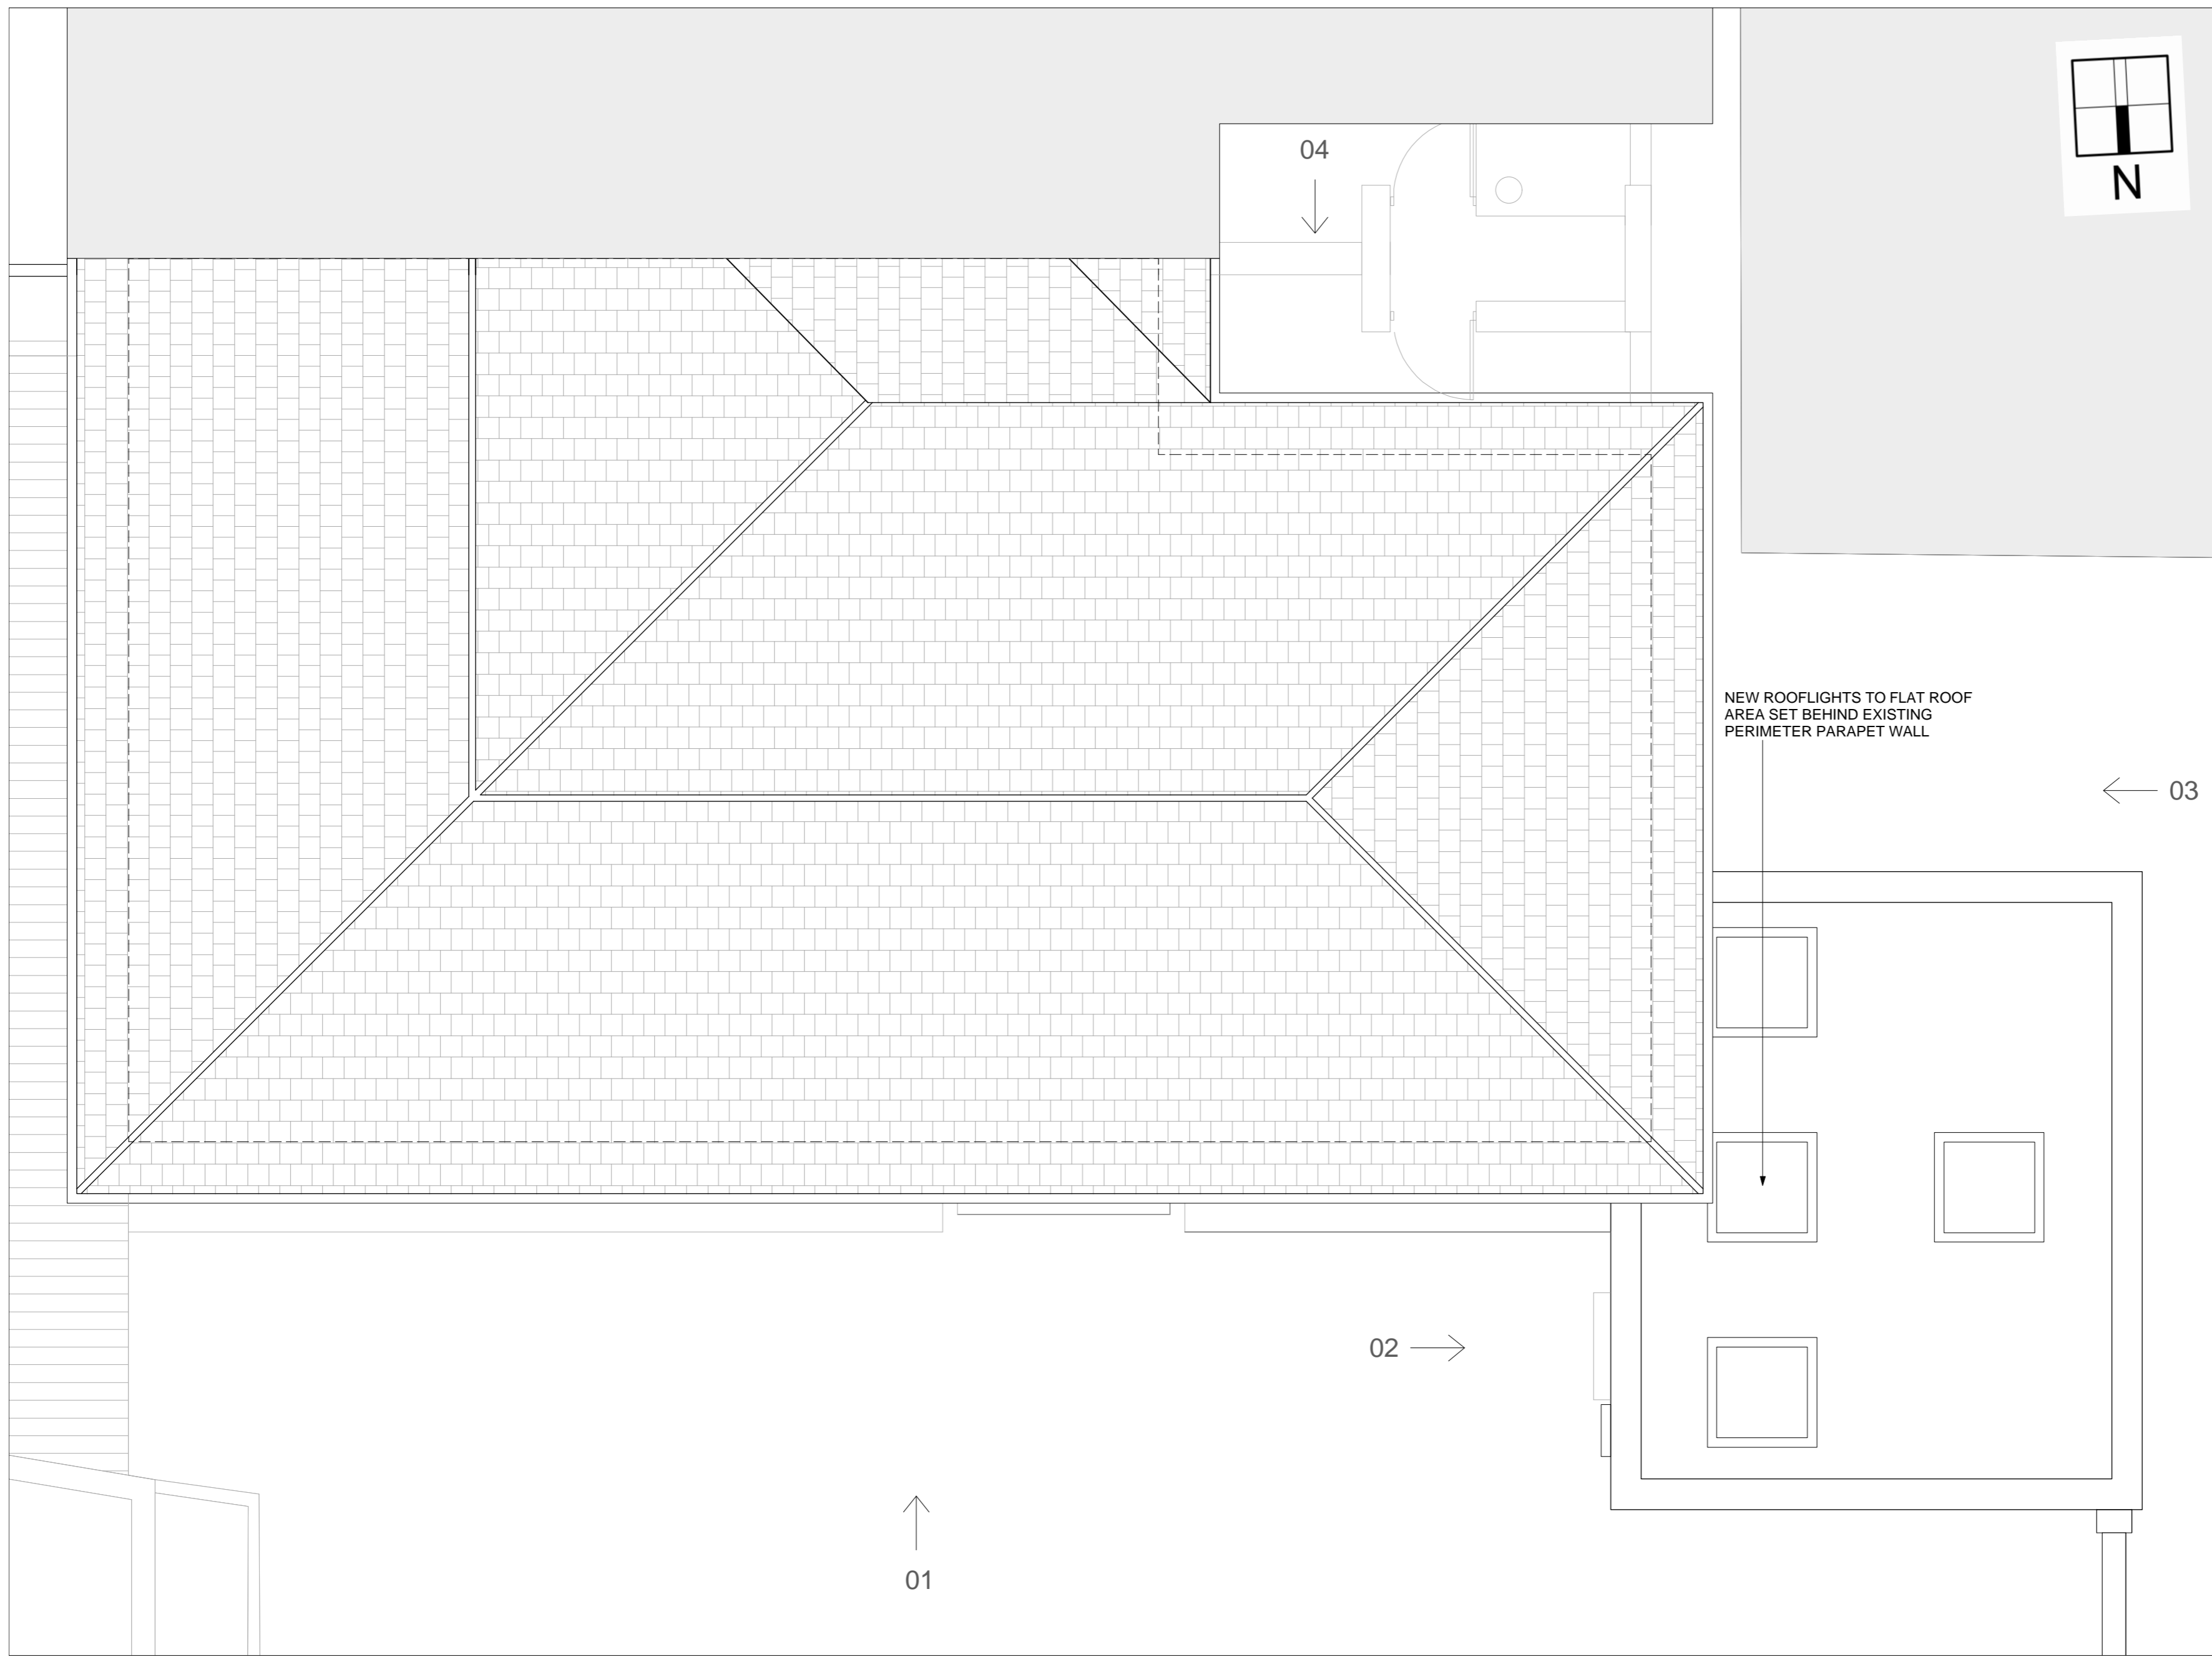 N
04
NEW ROOFLIGHTS TO FLAT ROOF
AREA SET BEHIND EXISTING
PERIMETER PARAPET WALL
03
02
01